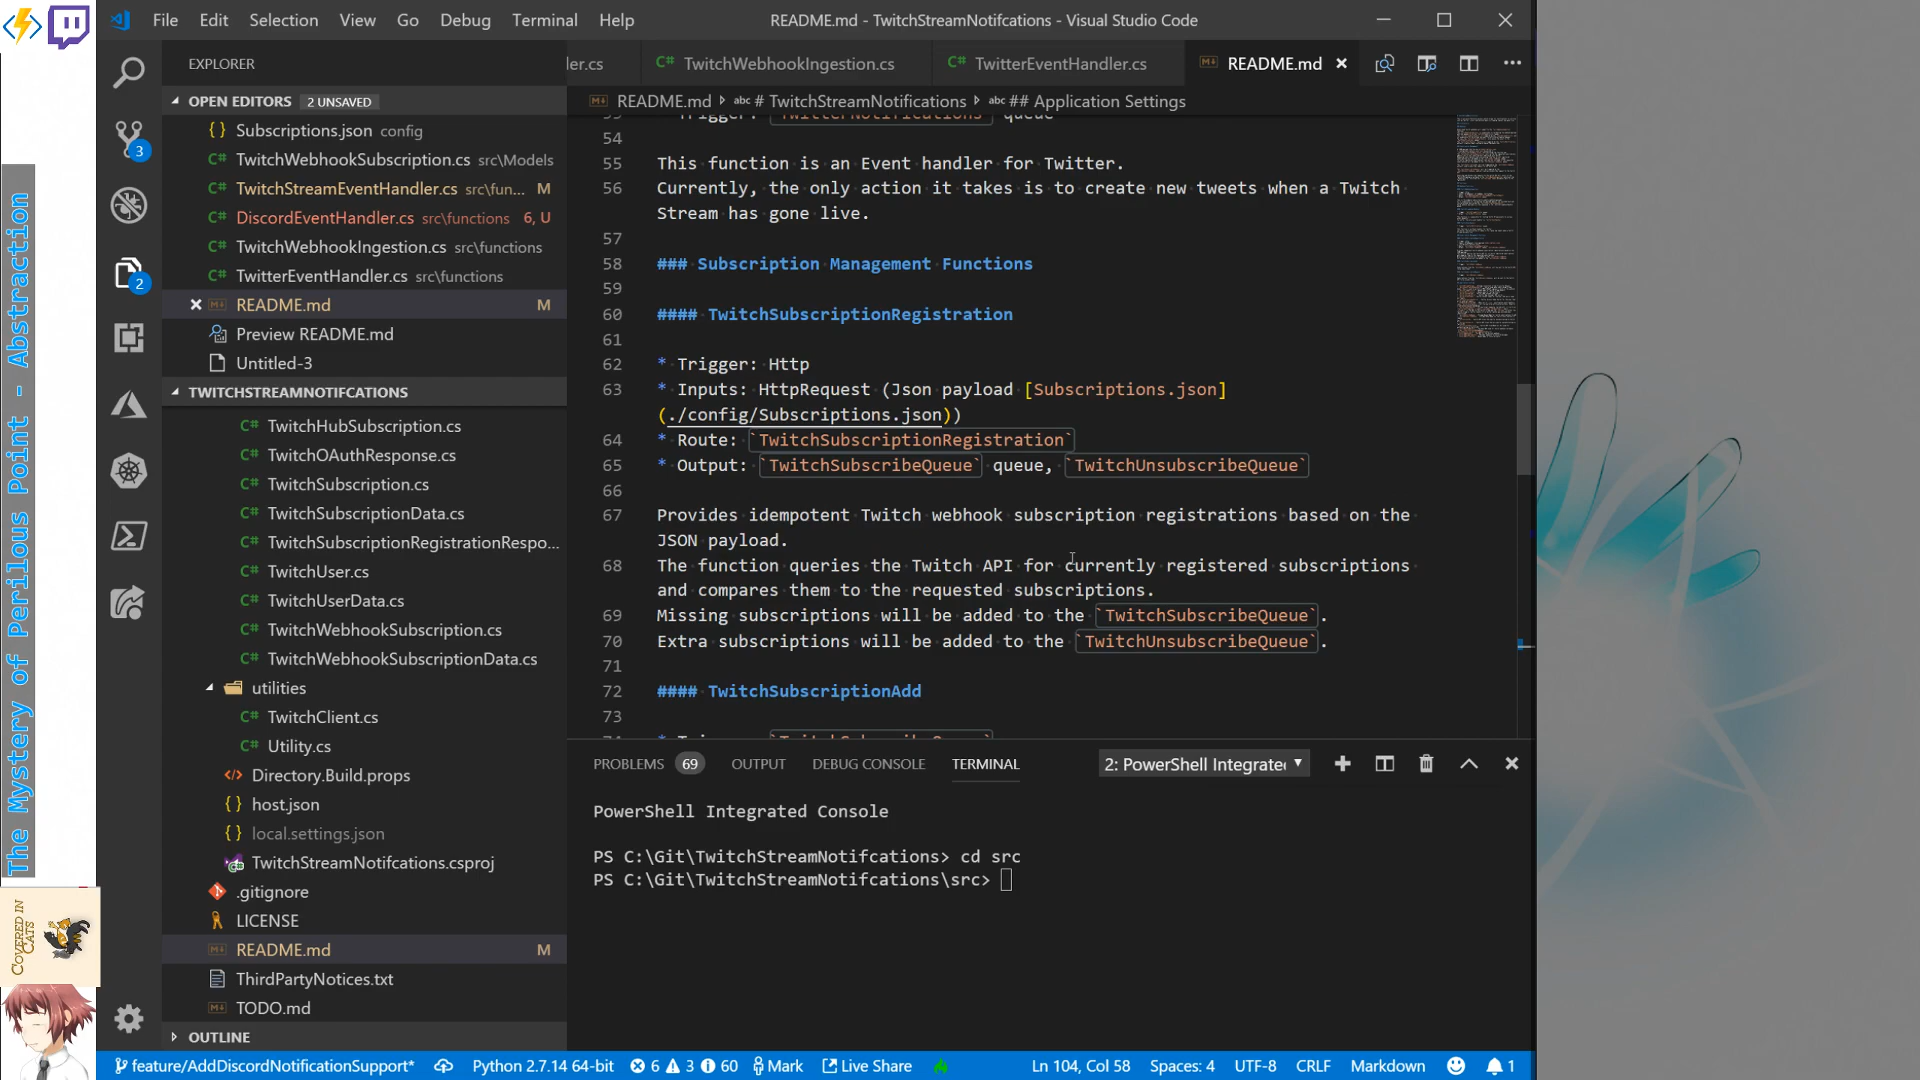 File Edit Selection View Go Debug Terminal Help
README.md - TwitchStreamNotifcations - Visual Studio Code
EXPLORER
OPEN EDITORS 2 UNSAVED
Subscriptions.json config
TwitchWebhookSubscription.cs src\Models
TwitchStreamEventHandler.cs src\fun... M
DiscordEventHandler.cs src\functions 6, U
TwitchWebhookIngestion.cs src\functions
TwitterEventHandler.cs src\functions
README.md M
Preview README.md
Untitled-3
TWITCHSTREAMNOTIFCATIONS
TwitchHubSubscription.cs
TwitchOAuthResponse.cs
TwitchSubscription.cs
TwitchSubscriptionData.cs
TwitchSubscriptionRegistrationRespo...
TwitchUser.cs
TwitchUserData.cs
TwitchWebhookSubscription.cs
TwitchWebhookSubscriptionData.cs
utilities
TwitchClient.cs
Utility.cs
Directory.Build.props
host.json
local.settings.json
TwitchStreamNotifcations.csproj
.gitignore
LICENSE
README.md M
ThirdPartyNotices.txt
TODO.md
OUTLINE
3
2
The Mystery of Perilous Point - Abstraction
COVERED IN CATS
ler.cs TwitchWebhookIngestion.cs TwitterEventHandler.cs README.md
README.md > # TwitchStreamNotifications > ## Application Settings
53 * Trigger: `TwitterNotifications` queue
54
55 This function is an Event handler for Twitter.
56 Currently, the only action it takes is to create new tweets when a Twitch
Stream has gone live.
57
58 ### Subscription Management Functions
59
60 #### TwitchSubscriptionRegistration
61
62 * Trigger: Http
63 * Inputs: HttpRequest (Json payload [Subscriptions.json]
(./config/Subscriptions.json))
64 * Route: `TwitchSubscriptionRegistration`
65 * Output: `TwitchSubscribeQueue` queue, `TwitchUnsubscribeQueue`
66
67 Provides idempotent Twitch webhook subscription registrations based on the
JSON payload.
68 The function queries the Twitch API for currently registered subscriptions
and compares them to the requested subscriptions.
69 Missing subscriptions will be added to the `TwitchSubscribeQueue`.
70 Extra subscriptions will be added to the `TwitchUnsubscribeQueue`.
71
72 #### TwitchSubscriptionAdd
73
PROBLEMS 69 OUTPUT DEBUG CONSOLE TERMINAL 2: PowerShell Integrate
PowerShell Integrated Console
PS C:\Git\TwitchStreamNotifcations> cd src
PS C:\Git\TwitchStreamNotifcations\src>
feature/AddDiscordNotificationSupport* Python 2.7.14 64-bit 6 3 60 Mark Live Share Ln 104, Col 58 Spaces: 4 UTF-8 CRLF Markdown 1